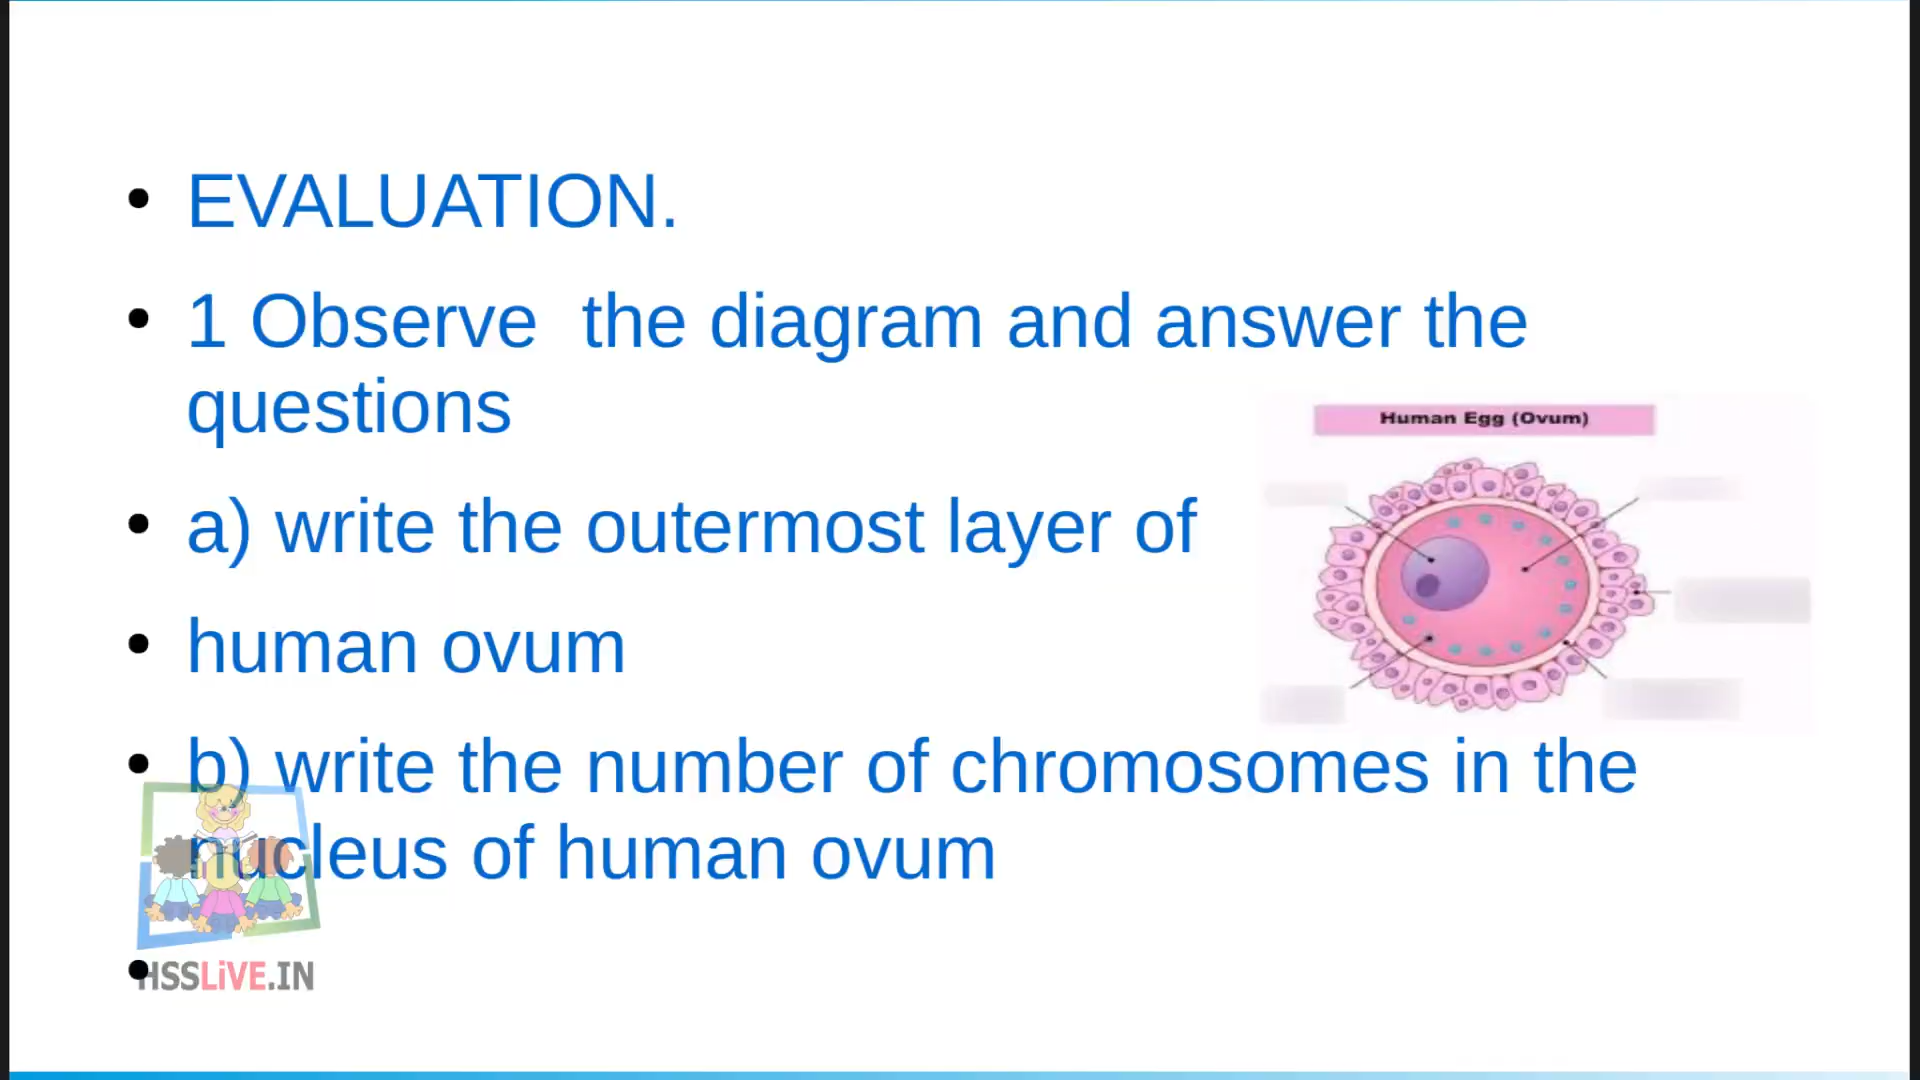 EVALUATION.
1 Observe  the diagram and answer the
questions
Human Egg (Ovum)
a) write the outermost layer of
human ovum
b) write the number of chromosomes in the
nucleus of human ovum
HSSLiVE.IN